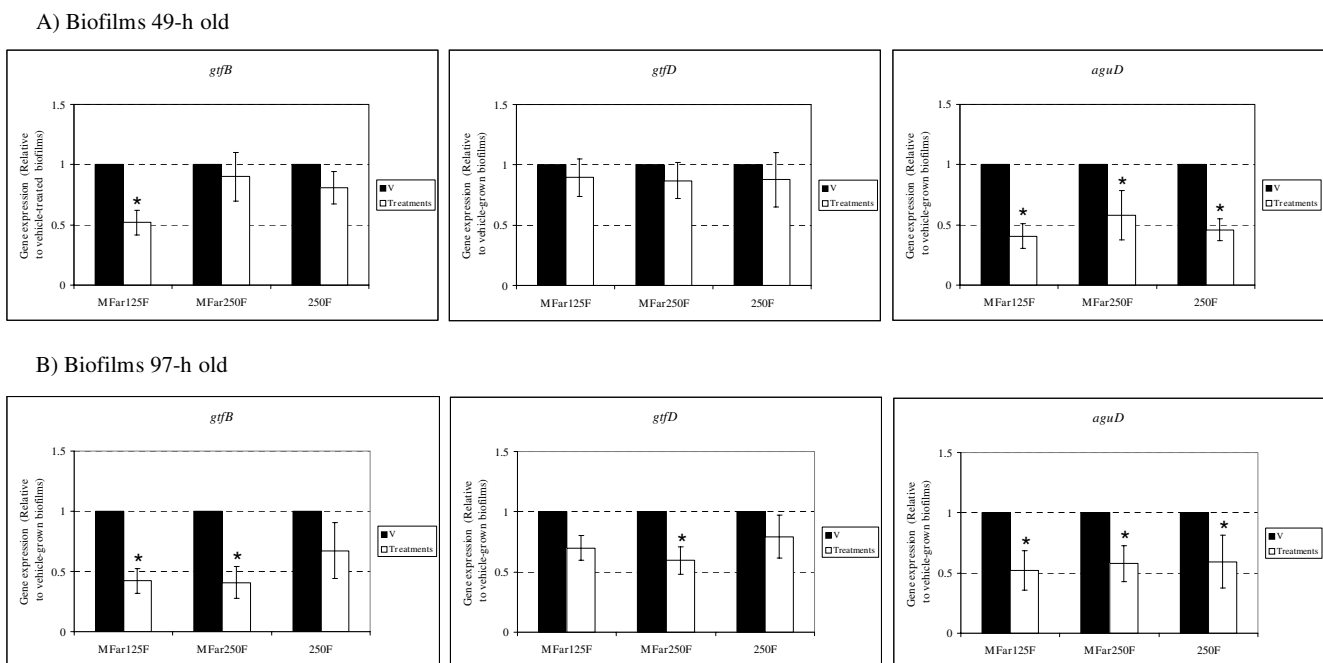 A) Biofilms 49-h old
gtfB
Gene expression (Relative
to vehicle-treated biofilms)
1.5
1
0.5
0
*
MFar125F
MFar250F
250F
V
Treatments
gtfD
Gene expression (Relative
to vehicle-grown biofilms)
1.5
1
0.5
0
MFar125F
MFar250F
250F
V
Treatments
aguD
Gene expression (Relative
to vehicle-grown biofilms)
1.5
1
0.5
0
*
*
*
MFar125F
MFar250F
250F
V
Treatments
B) Biofilms 97-h old
gtfB
Gene expression (Relative
to vehicle-grown biofilms)
1.5
1
0.5
0
*
*
MFar125F
MFar250F
250F
V
Treatments
gtfD
Gene expression (Relative
to vehicle-grown biofilms)
1.5
1
0.5
0
*
MFar125F
MFar250F
250F
V
Treatments
aguD
Gene expression (Relative
to vehicle-grown biofilms)
1.5
1
0.5
0
*
*
*
MFar125F
MFar250F
250F
V
Treatments